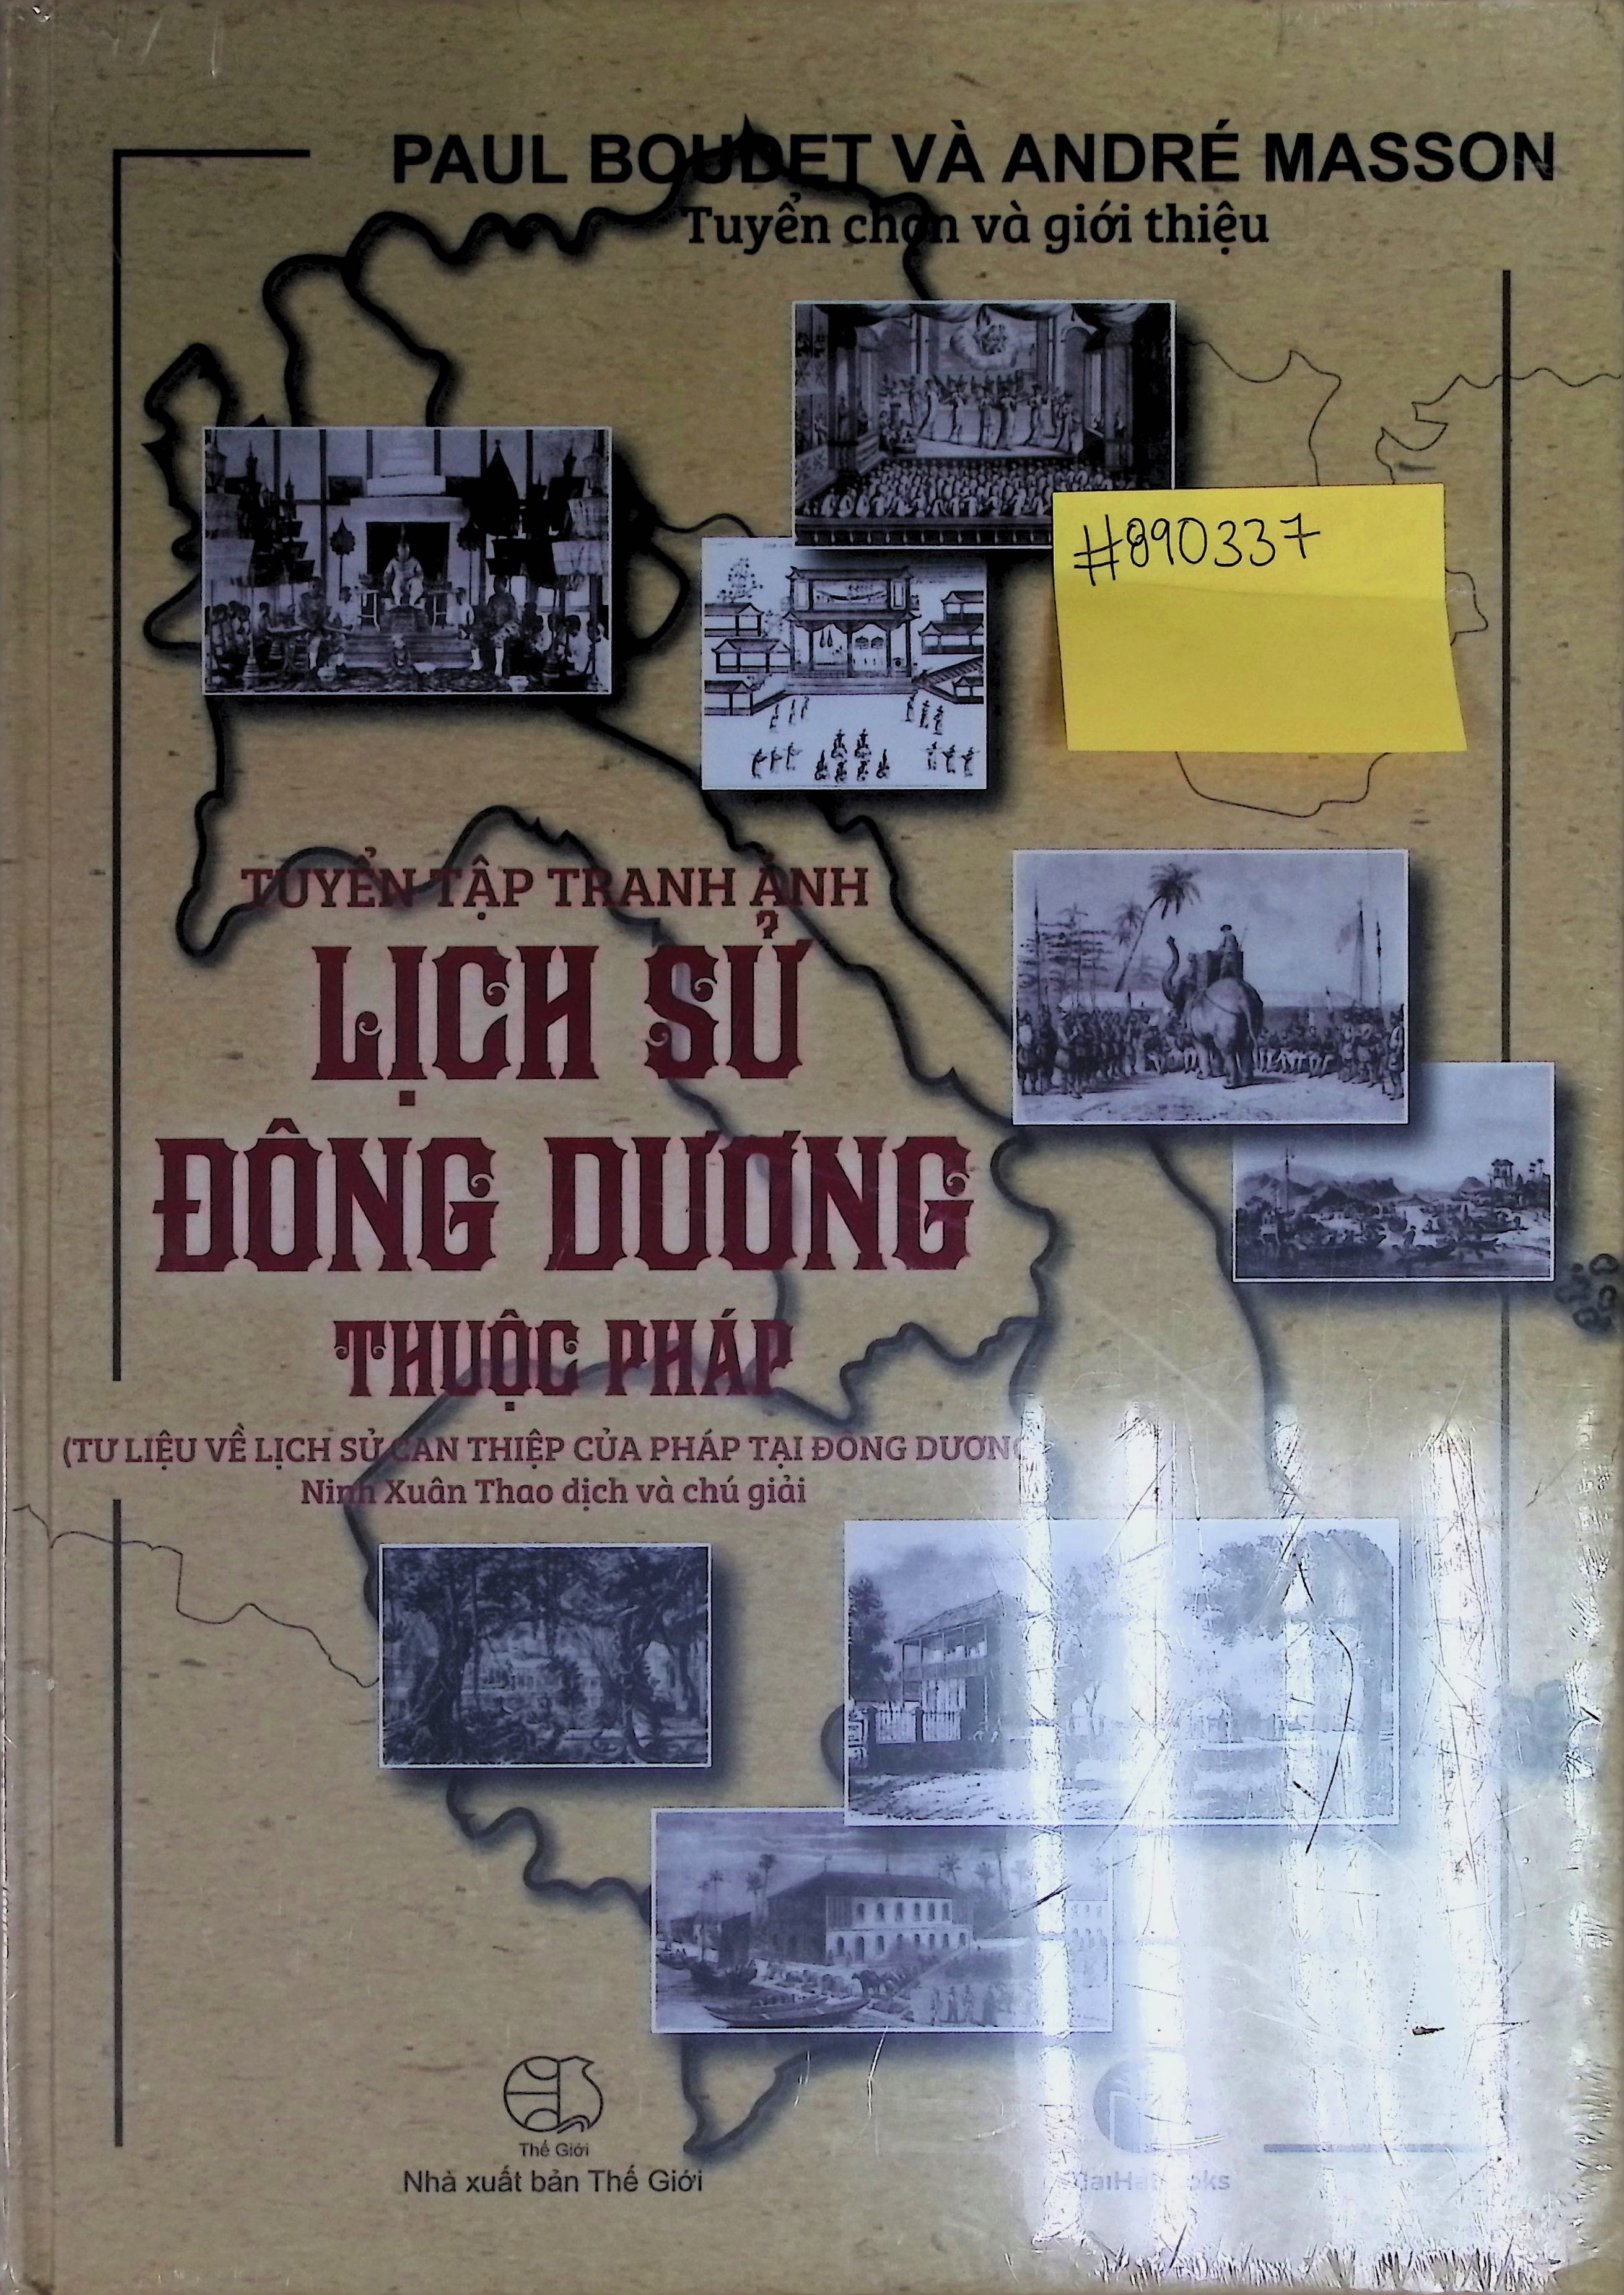 PAUL BOUDET VÀ ANDRÉ MASSON
Tuyển chọn và giới thiệu
#890337
TUYỂN TẬP TRANH ẢNH
LỊCH SỬ
ĐÔNG DƯƠNG
THUỘC PHÁP
(TƯ LIỆU VỀ LỊCH SỬ CAN THIỆP CỦA PHÁP TẠI ĐÔNG DƯƠNG
Ninh Xuân Thao dịch và chú giải
Thế Giới
Nhà xuất bản Thế Giới